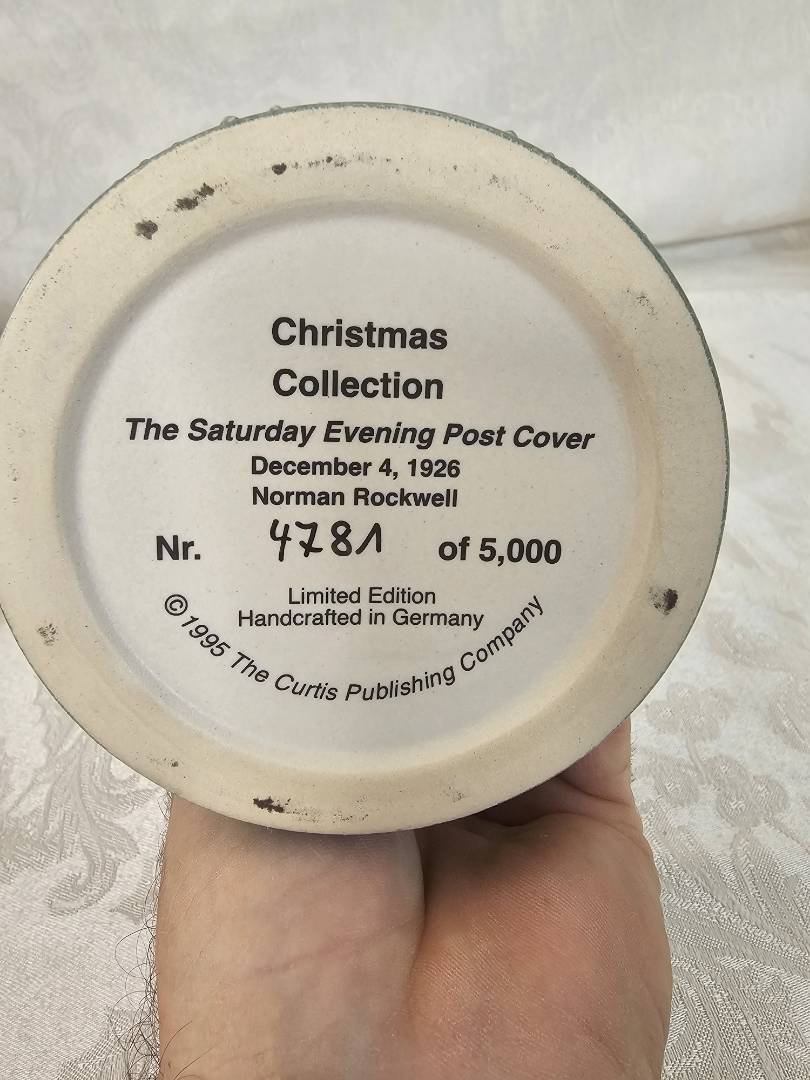 Christmas
Collection
The Saturday Evening Post Cover
December 4, 1926
Norman Rockwell
Nr. 4781 of 5,000
Limited Edition
Handcrafted in Germany
©1995 The Curtis Publishing Company